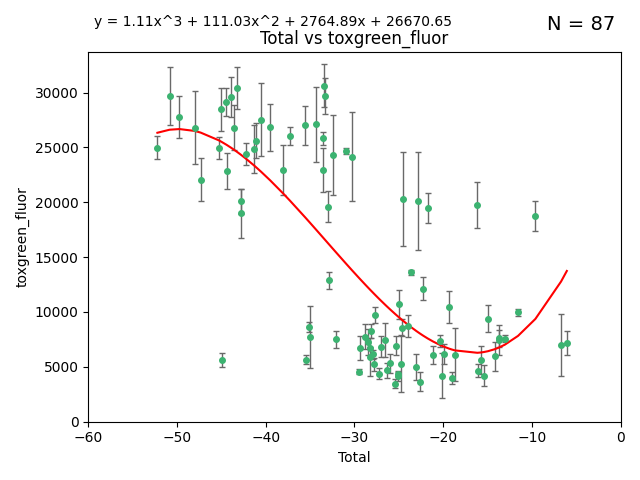 y = 1.11x^3 + 111.03x^2 + 2764.89x + 26670.65
N = 87
Total vs toxgreen_fluor
toxgreen_fluor
30000
25000
20000
15000
10000
5000
0
−60
−50
−40
−30
−20
−10
0
Total